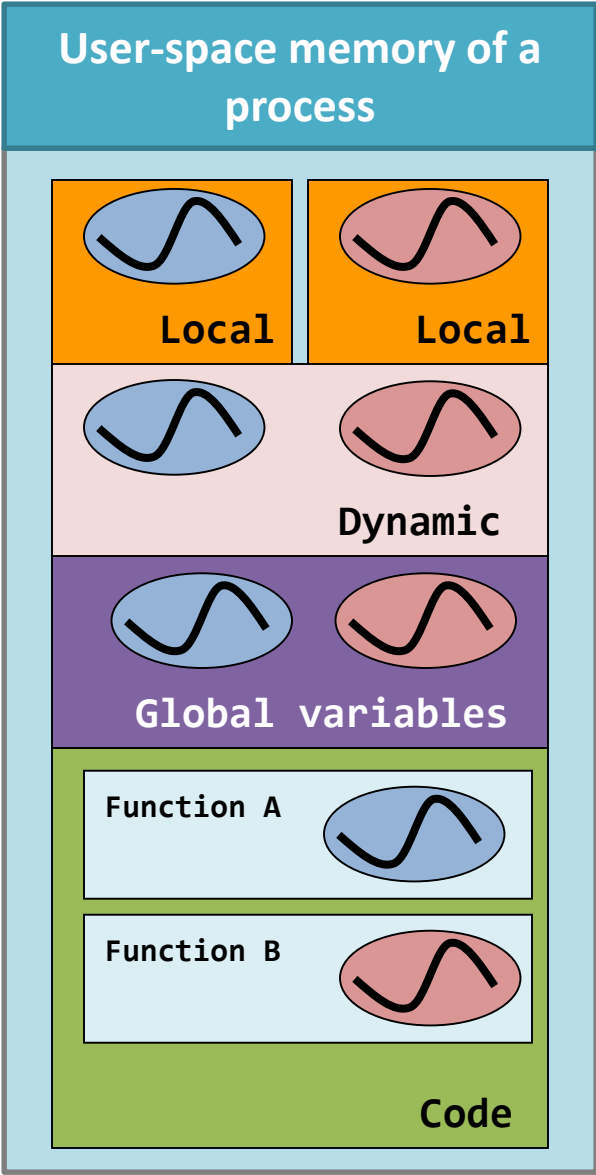 User-space memory of a
process
Local
Local
Dynamic
Global variables
Function A
Function B
Code